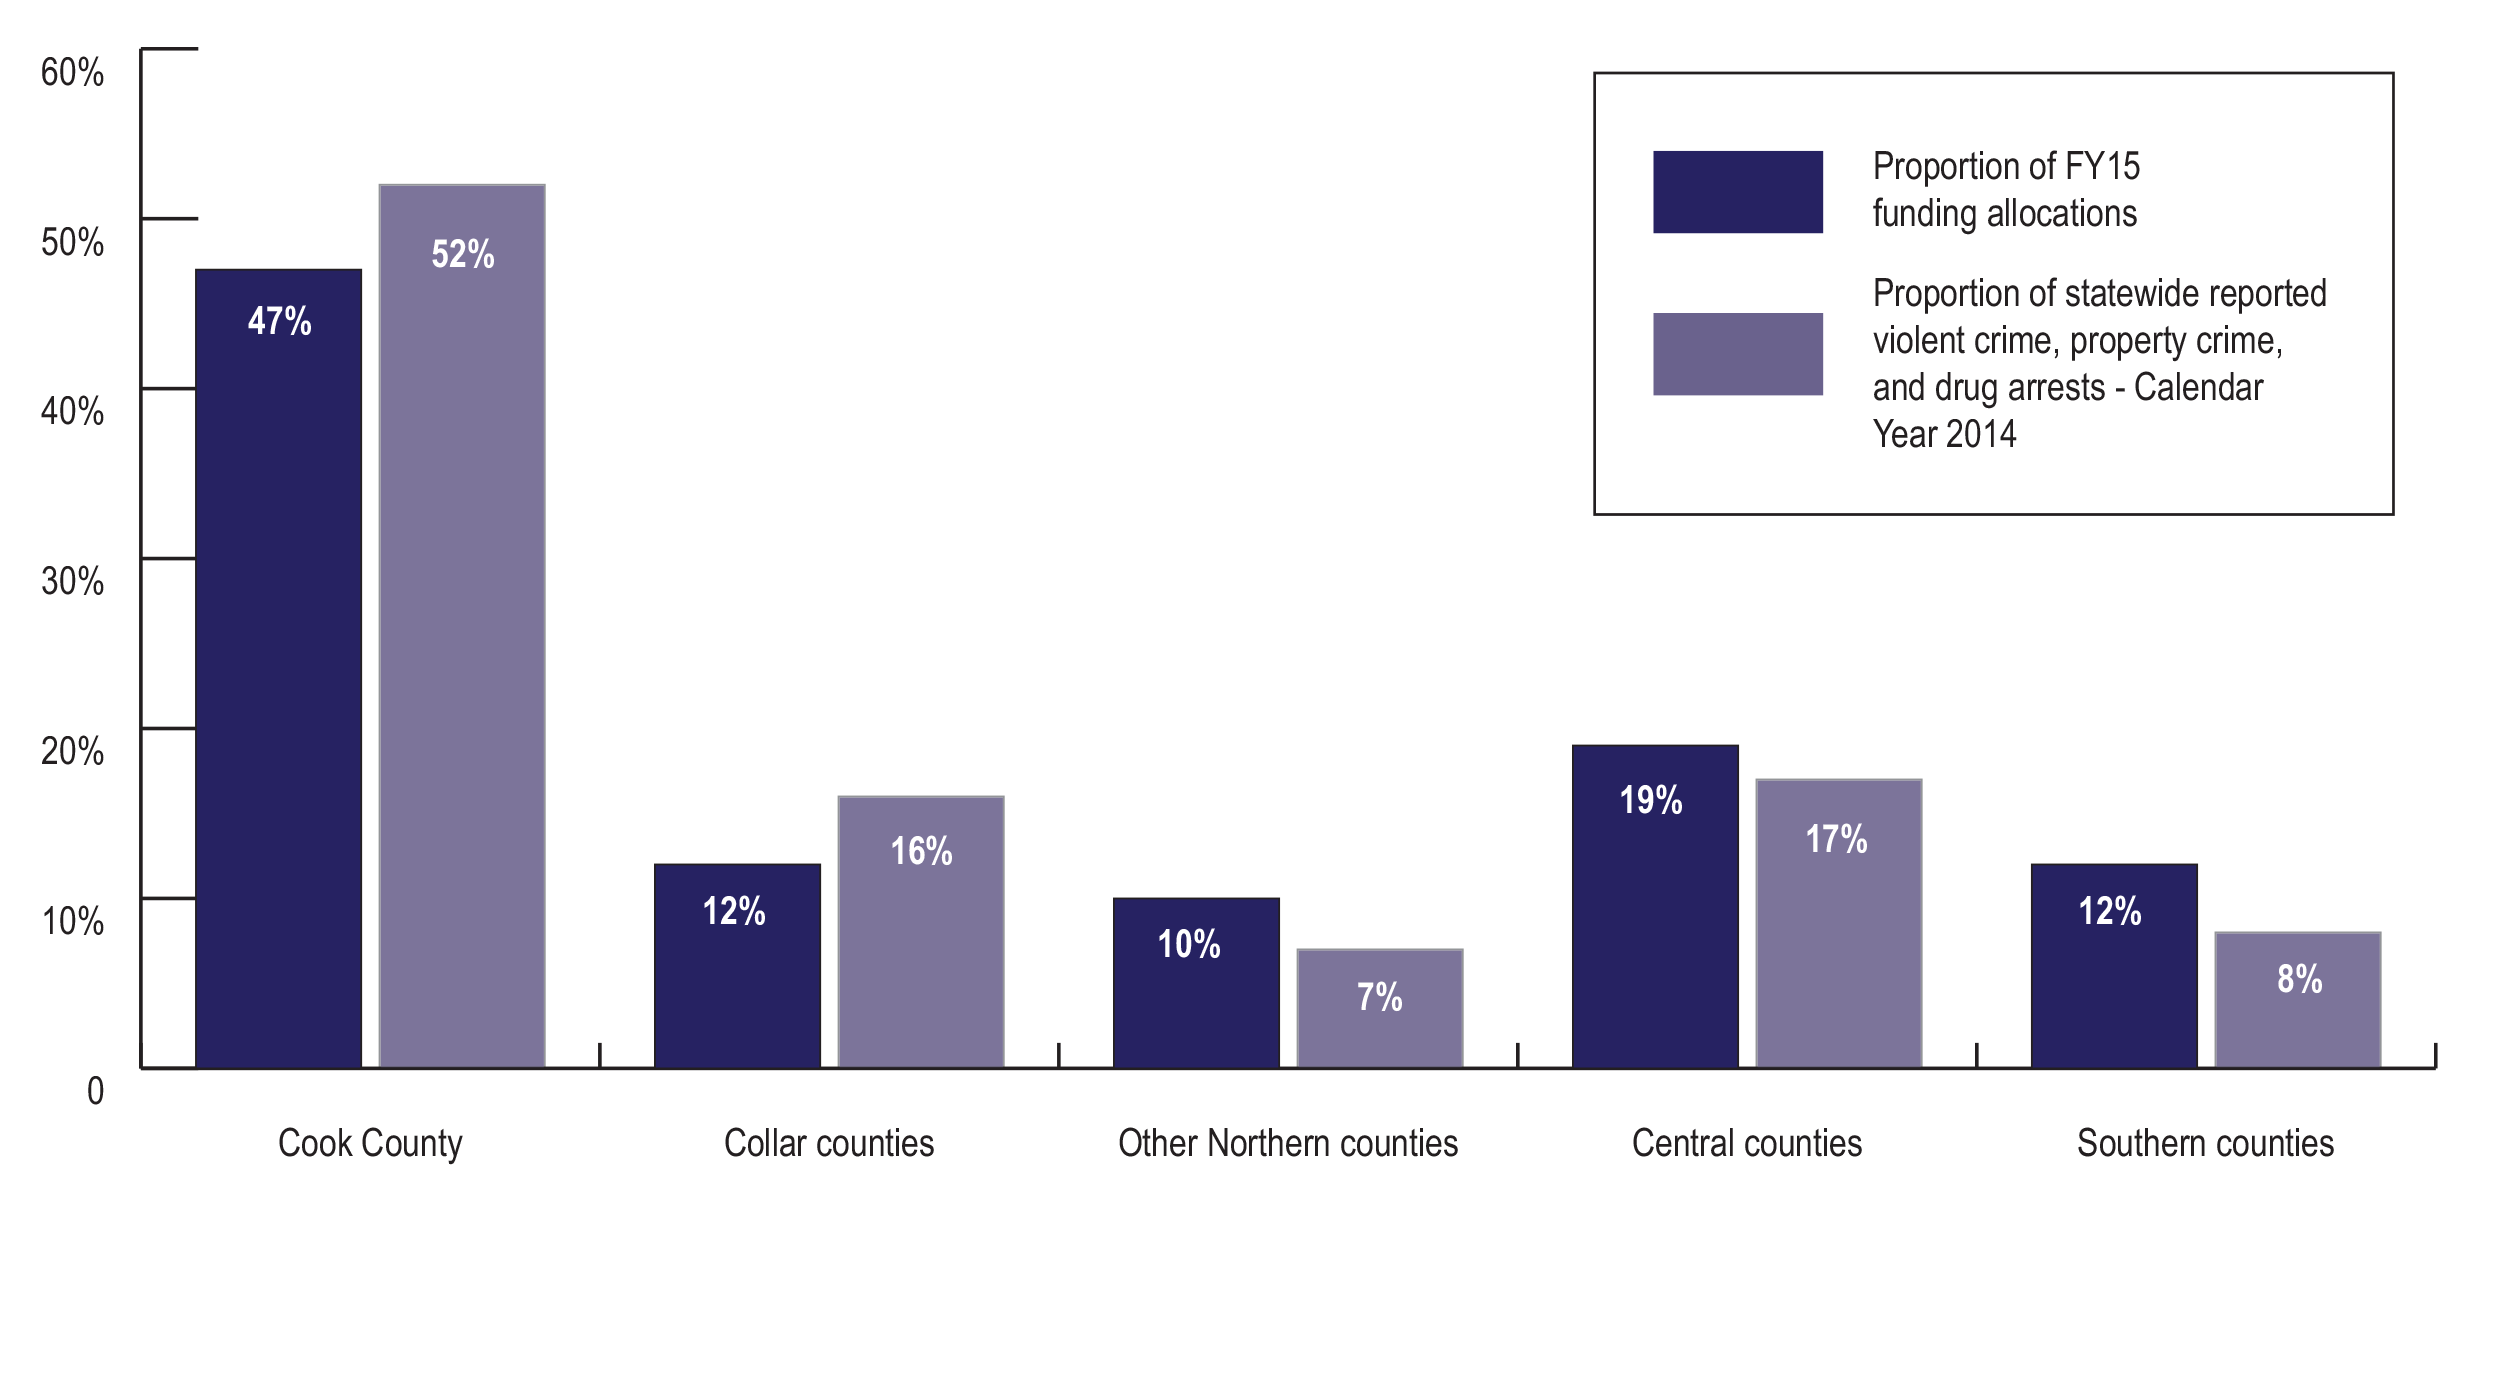 60%
50%
40%
30%
20%
10%
0
47%
52%
12%
16%
10%
7%
19%
17%
12%
8%
Cook County
Collar counties
Other Northern counties
Central counties
Southern counties
Proportion of FY15
funding allocations
Proportion of statewide reported
violent crime, property crime,
and drug arrests - Calendar
Year 2014